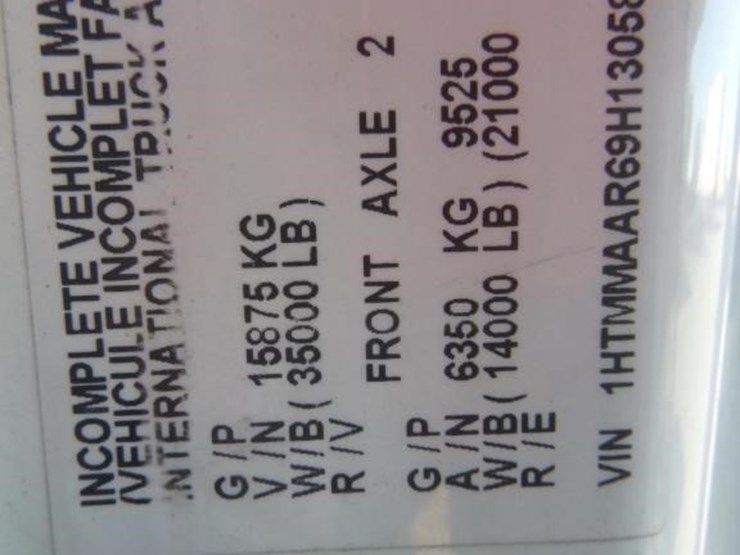 INCOMPLETE VEHICLE MA
(VEHICULE INCOMPLET FA
INTERNATIONAL TRUCK A
G /P
V /N 15875 KG
W/B ( 35000 LB )
R /V
FRONT AXLE 2
G /P
A /N 6350 KG 9525
W/B ( 14000 LB ) (21000
R /E
VIN 1HTMMAAR69H13058